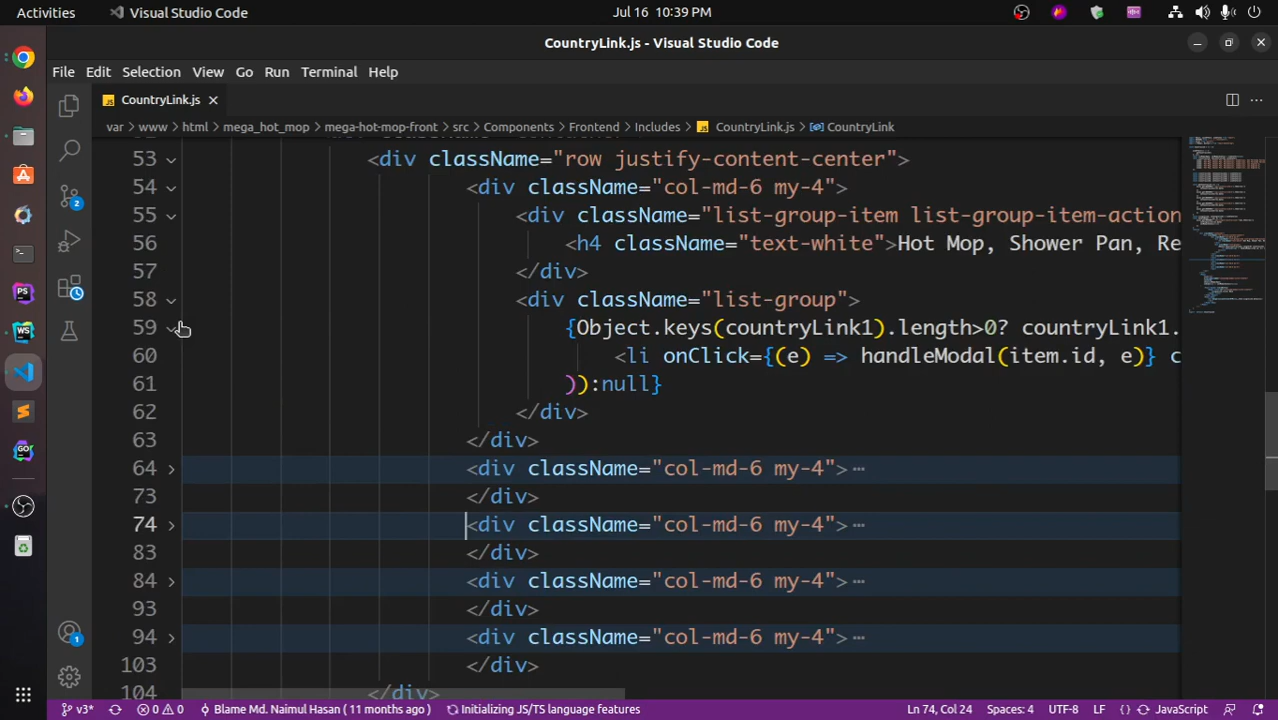 Activities Visual Studio Code Jul 16 10:39 PM
CountryLink.js - Visual Studio Code
File Edit Selection View Go Run Terminal Help
JS CountryLink.js
var > www > html > mega_hot_mop > mega-hot-mop-front > src > Components > Frontend > Includes > JS CountryLink.js > CountryLink
53 <div className="row justify-content-center">
54 <div className="col-md-6 my-4">
55 <div className="list-group-item list-group-item-action
56 <h4 className="text-white">Hot Mop, Shower Pan, Re
57 </div>
58 <div className="list-group">
59 {Object.keys(countryLink1).length>0? countryLink1.
60 <li onClick={(e) => handleModal(item.id, e)} c
61 )):null}
62 </div>
63 </div>
64 <div className="col-md-6 my-4"> ⋯
73 </div>
74 <div className="col-md-6 my-4"> ⋯
83 </div>
84 <div className="col-md-6 my-4"> ⋯
93 </div>
94 <div className="col-md-6 my-4"> ⋯
103 </div>
104 </div>
v3* 0 0 Blame Md. Naimul Hasan ( 11 months ago ) Initializing JS/TS language features Ln 74, Col 24 Spaces: 4 UTF-8 LF {} JavaScript